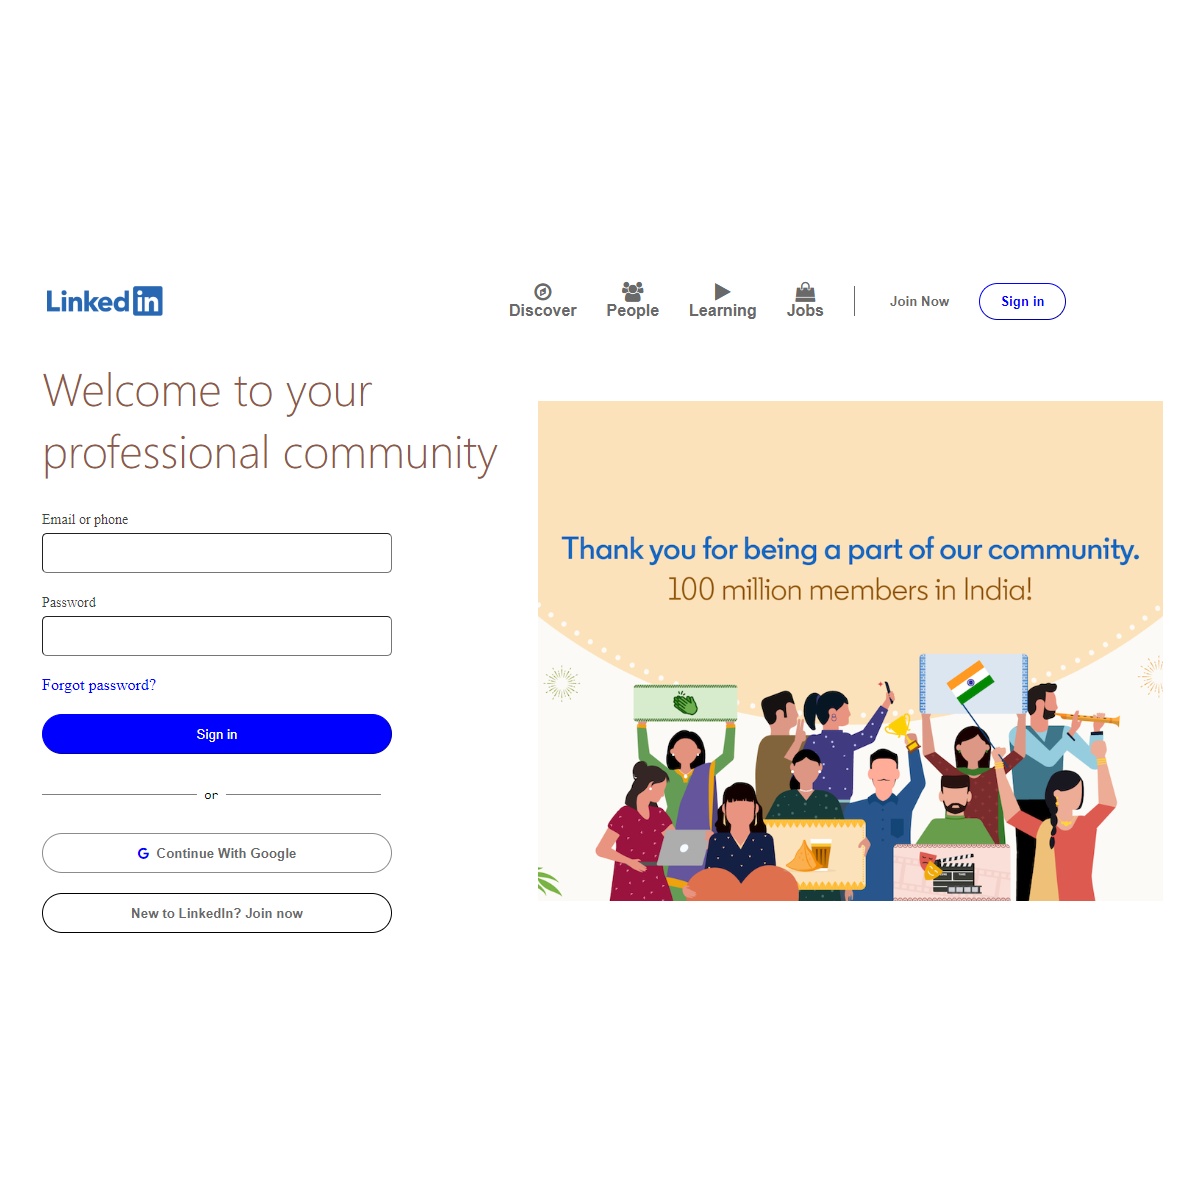 Linkedin
Discover
People
Learning
Jobs
Join Now
Sign in
Welcome to your
professional community
Email or phone
Password
Forgot password?
Sign in
or
G Continue With Google
New to LinkedIn? Join now
Thank you for being a part of our community.
100 million members in India!